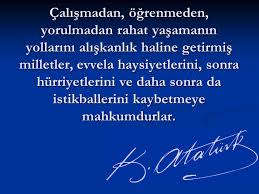 Çalışmadan, öğrenmeden,
yorulmadan rahat yaşamanın
yollarını alışkanlık haline getirmiş
milletler, evvela haysiyetlerini, sonra
hürriyetlerini ve daha sonra da
istikballerini kaybetmeye
mahkumdurlar.
K. Atatürk